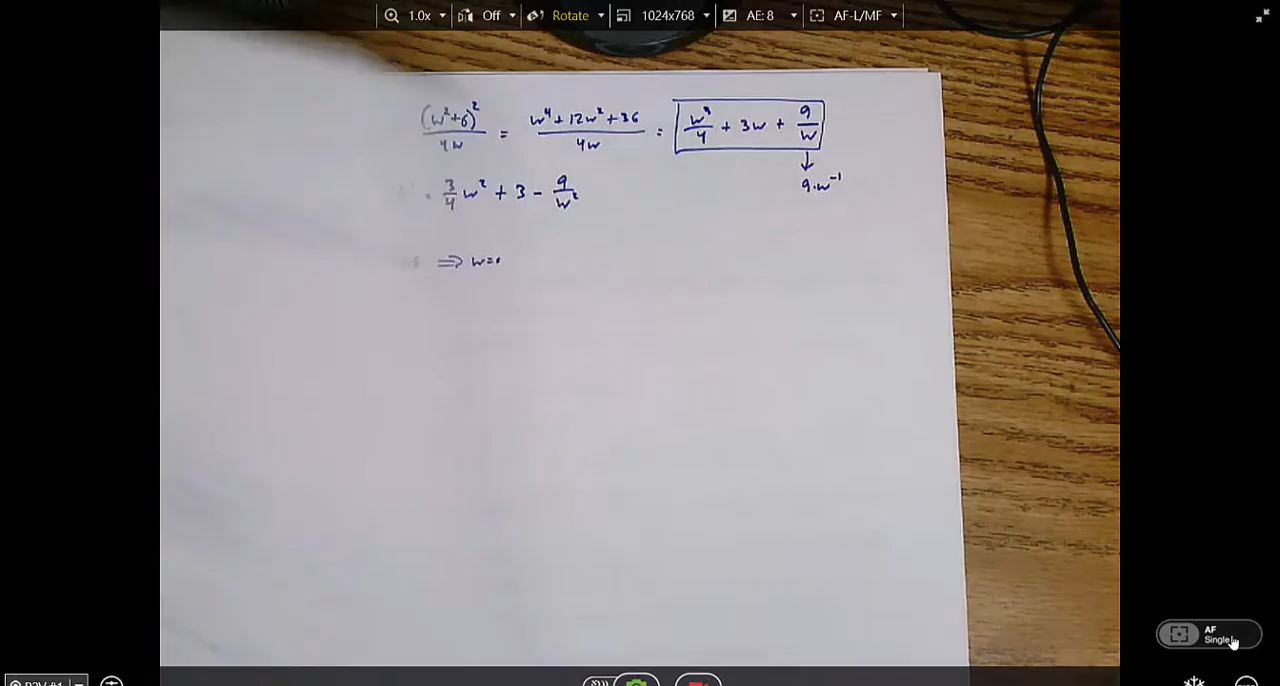 1.0x Off Rotate 1024x768 AE: 8 AF-L/MF
(w²+6)²/4w = w⁴+12w²+36/4w = w³/4 + 3w + 9/w
9·w⁻¹
3/4 w² + 3 - 9/w²
⇒ w=
AF
Single